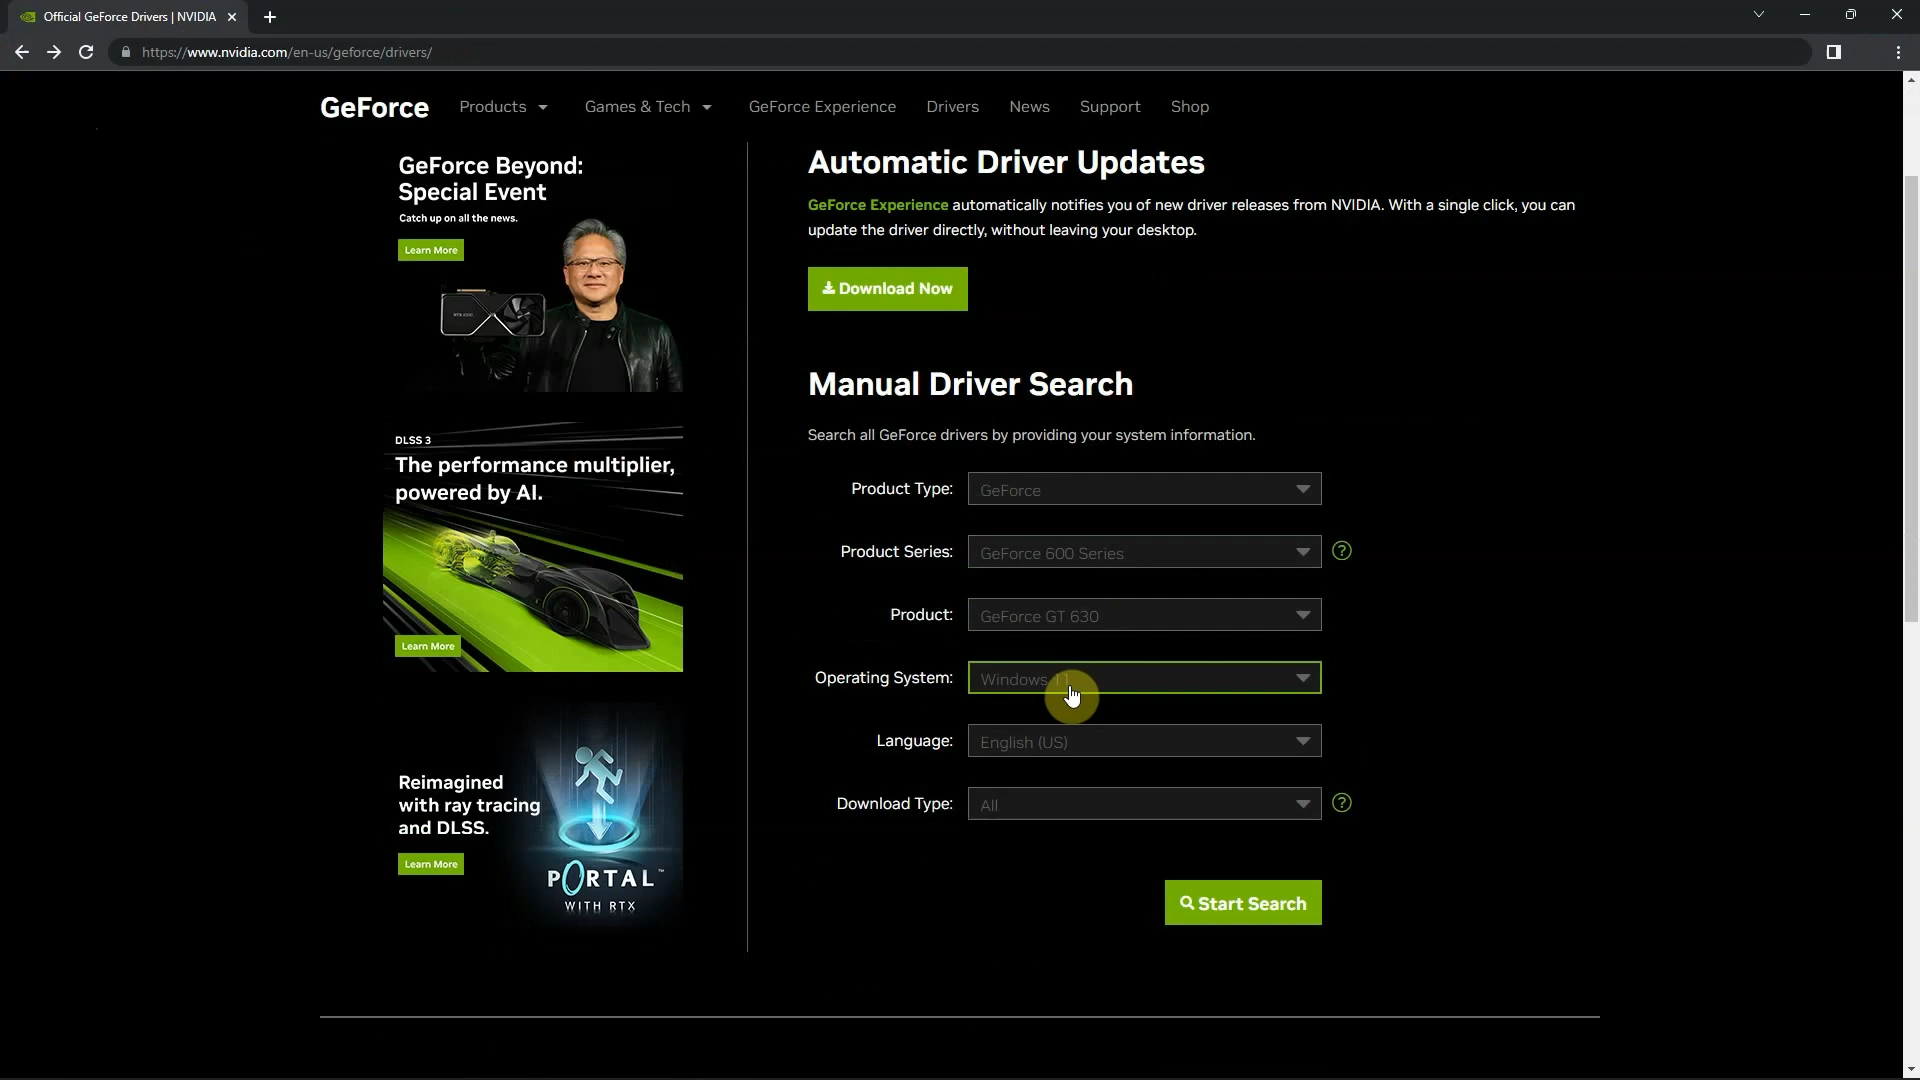 Official GeForce Drivers | NVIDIA
https://www.nvidia.com/en-us/geforce/drivers/
GeForce
Products
Games & Tech
GeForce Experience
Drivers
News
Support
Shop
GeForce Beyond:
Special Event
Catch up on all the news.
Learn More
DLSS 3
The performance multiplier,
powered by AI.
Learn More
Reimagined
with ray tracing
and DLSS.
Learn More
PORTAL™
WITH RTX
Automatic Driver Updates
GeForce Experience automatically notifies you of new driver releases from NVIDIA. With a single click, you can
update the driver directly, without leaving your desktop.
Download Now
Manual Driver Search
Search all GeForce drivers by providing your system information.
Product Type: GeForce
Product Series: GeForce 600 Series ?
Product: GeForce GT 630
Operating System: Windows 11
Language: English (US)
Download Type: All ?
Start Search